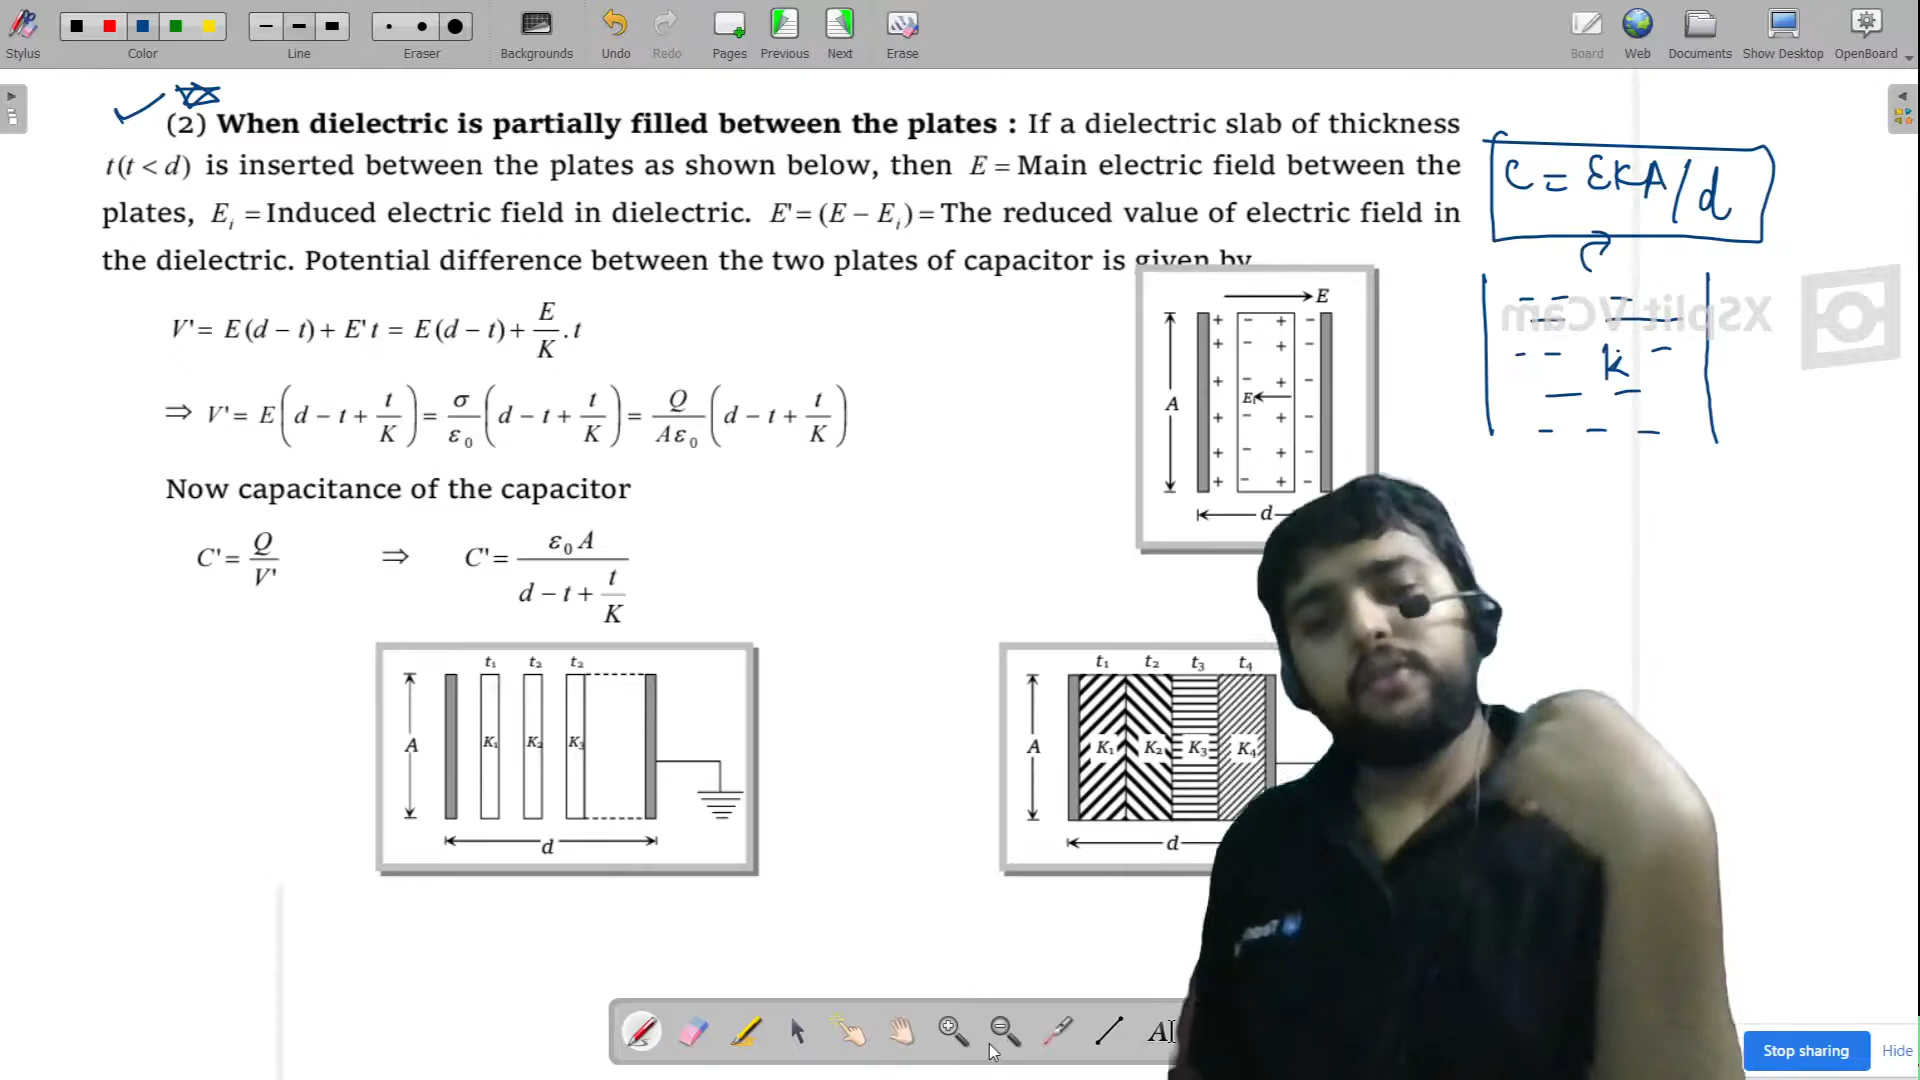 Stylus Color Line Eraser Backgrounds Undo Redo Pages Previous Next Erase Board Web Documents Show Desktop OpenBoard
(2) When dielectric is partially filled between the plates : If a dielectric slab of thickness
t(t < d) is inserted between the plates as shown below, then E = Main electric field between the
plates, E_i = Induced electric field in dielectric. E' = (E − E_i) = The reduced value of electric field in
the dielectric. Potential difference between the two plates of capacitor is given by
V' = E(d − t) + E' t = E(d − t) + E/K . t
⇒ V' = E(d − t + t/K) = σ/ε₀ (d − t + t/K) = Q/Aε₀ (d − t + t/K)
Now capacitance of the capacitor
C' = Q/V' ⇒ C' = ε₀ A/(d − t + t/K)
E
A
E_i
d
C = εKA/d
K
XSplit VCam
t₁ t₂ t₂
A
K₁ K₂ K₃
d
t₁ t₂ t₃ t₄
A
K₁ K₂ K₃ K₄
d
Stop sharing Hide